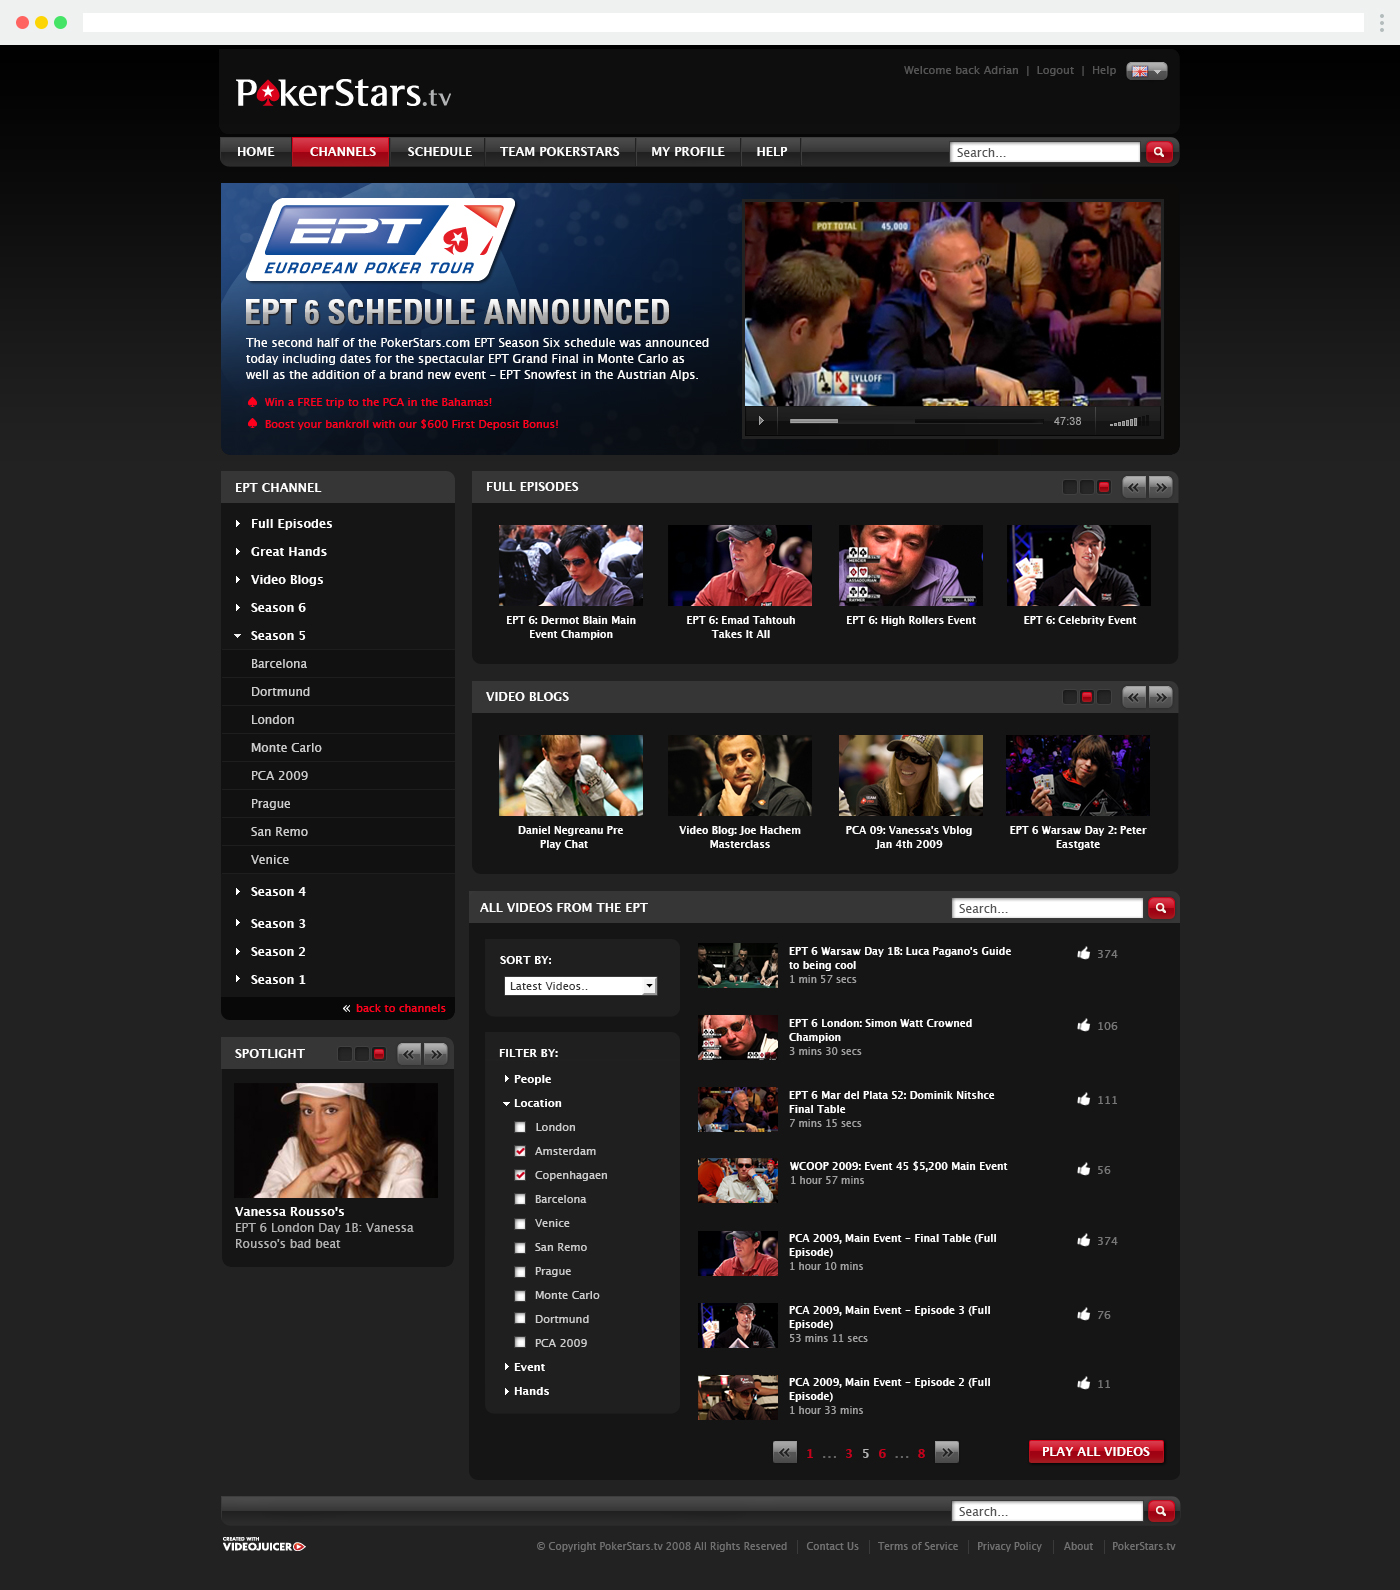 Welcome back Adrian | Logout | Help
PokerStars.tv
HOME CHANNELS SCHEDULE TEAM POKERSTARS MY PROFILE HELP Search...
EPT
EUROPEAN POKER TOUR
EPT 6 SCHEDULE ANNOUNCED
The second half of the PokerStars.com EPT Season Six schedule was announced
today including dates for the spectacular EPT Grand Final in Monte Carlo as
well as the addition of a brand new event – EPT Snowfest in the Austrian Alps.
Win a FREE trip to the PCA in the Bahamas!
Boost your bankroll with our $600 First Deposit Bonus!
POT TOTAL 45,000
A K LYLLOFF
47:38
EPT CHANNEL
Full Episodes
Great Hands
Video Blogs
Season 6
Season 5
Barcelona
Dortmund
London
Monte Carlo
PCA 2009
Prague
San Remo
Venice
Season 4
Season 3
Season 2
Season 1
« back to channels
SPOTLIGHT
Vanessa Rousso's
EPT 6 London Day 1B: Vanessa
Rousso's bad beat
FULL EPISODES
EPT 6: Dermot Blain Main
Event Champion
EPT 6: Emad Tahtouh
Takes It All
EPT 6: High Rollers Event
EPT 6: Celebrity Event
VIDEO BLOGS
Daniel Negreanu Pre
Play Chat
Video Blog: Joe Hachem
Masterclass
PCA 09: Vanessa's Vblog
Jan 4th 2009
EPT 6 Warsaw Day 2: Peter
Eastgate
ALL VIDEOS FROM THE EPT Search...
SORT BY:
Latest Videos..
FILTER BY:
People
Location
London
Amsterdam
Copenhagaen
Barcelona
Venice
San Remo
Prague
Monte Carlo
Dortmund
PCA 2009
Event
Hands
EPT 6 Warsaw Day 1B: Luca Pagano's Guide
to being cool
1 min 57 secs
374
EPT 6 London: Simon Watt Crowned
Champion
3 mins 30 secs
106
EPT 6 Mar del Plata S2: Dominik Nitshce
Final Table
7 mins 15 secs
111
WCOOP 2009: Event 45 $5,200 Main Event
1 hour 57 mins
56
PCA 2009, Main Event – Final Table (Full
Episode)
1 hour 10 mins
374
PCA 2009, Main Event – Episode 3 (Full
Episode)
53 mins 11 secs
76
PCA 2009, Main Event – Episode 2 (Full
Episode)
1 hour 33 mins
11
« 1 ... 3 5 6 ... 8 »
PLAY ALL VIDEOS
Search...
CREATED WITH
VIDEOJUICER
© Copyright PokerStars.tv 2008 All Rights Reserved | Contact Us | Terms of Service | Privacy Policy | About | PokerStars.tv